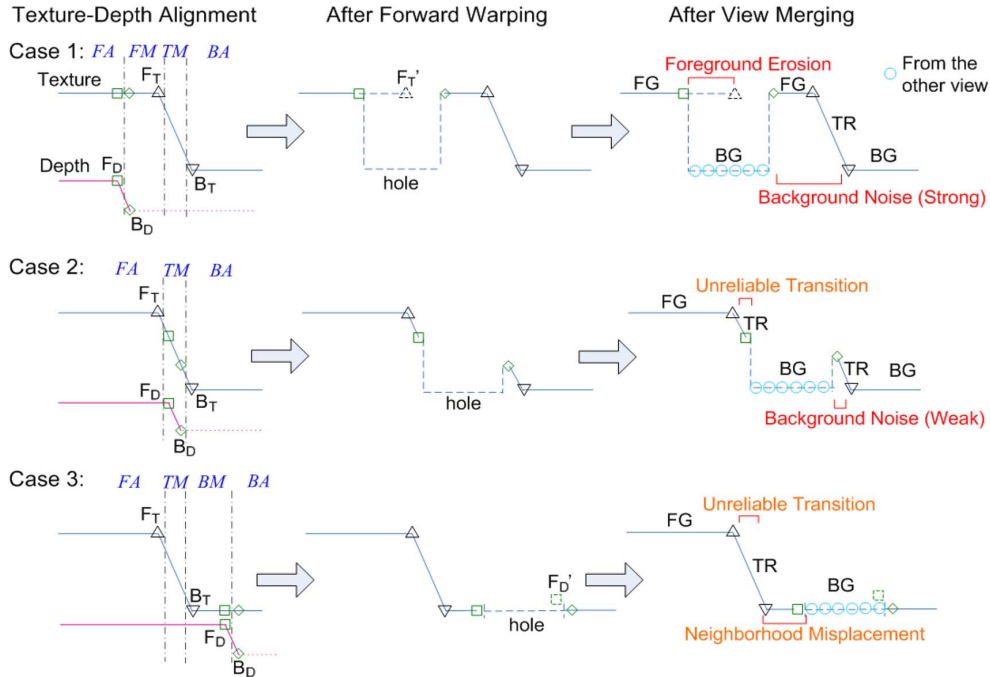 Texture-Depth Alignment
After Forward Warping
After View Merging
Case 1:
FA
FM
TM
BA
Texture
F_T
Depth
F_D
B_T
B_D
F_T'
hole
Foreground Erosion
From the
other view
FG
FG
TR
BG
BG
Background Noise (Strong)
Case 2:
FA
TM
BA
F_T
F_D
B_T
B_D
hole
Unreliable Transition
FG
TR
BG
TR
BG
Background Noise (Weak)
Case 3:
FA
TM
BM
BA
F_T
B_T
F_D
B_D
F_D'
hole
Unreliable Transition
FG
TR
BG
Neighborhood Misplacement